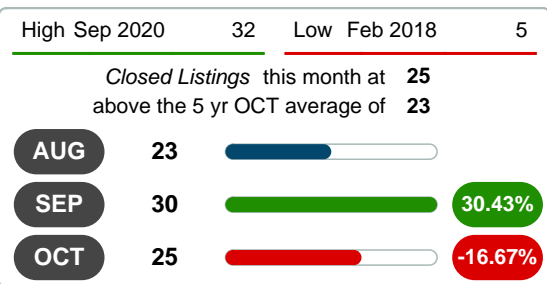 High Sep 2020 32 Low Feb 2018 5
Closed Listings this month at 25
above the 5 yr OCT average of 23
AUG 23
SEP 30 30.43%
OCT 25 -16.67%